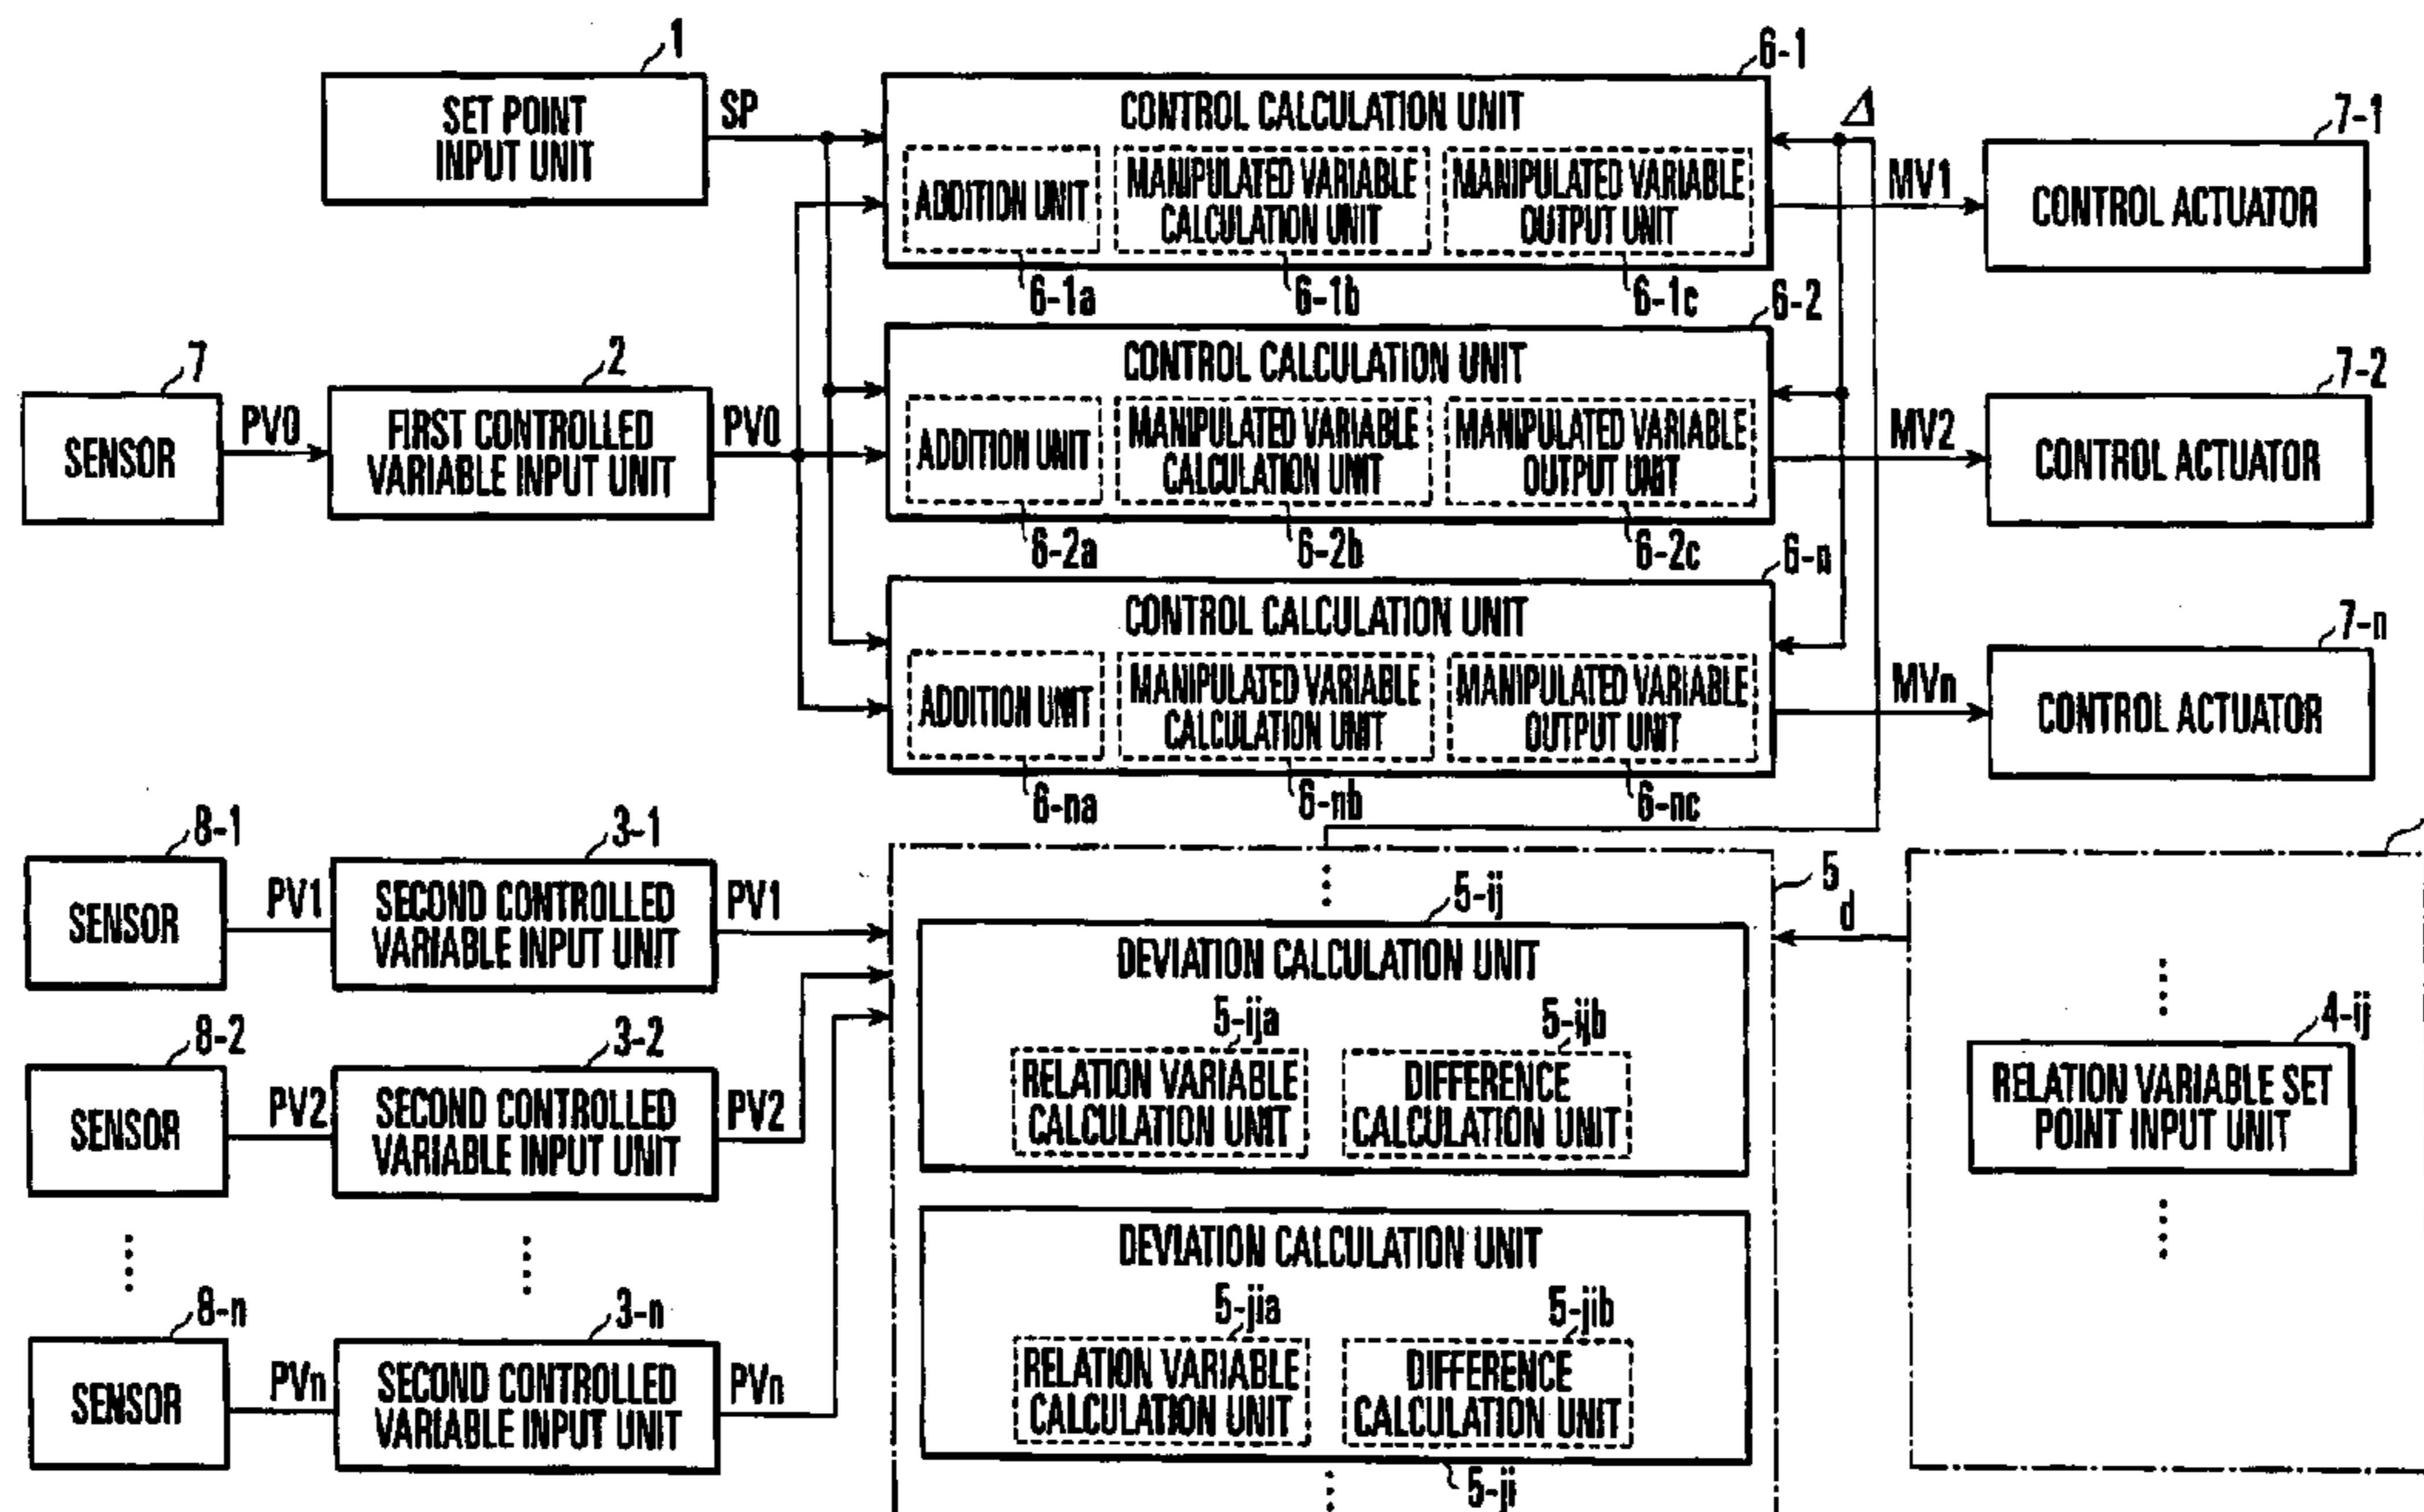 1
SET POINT
INPUT UNIT
SP
6-1
CONTROL CALCULATION UNIT
ADDITION UNIT
MANIPULATED VARIABLE
CALCULATION UNIT
MANIPULATED VARIABLE
OUTPUT UNIT
6-1a
6-1b
6-1c
Δ
MV1
7-1
CONTROL ACTUATOR
7
SENSOR
PV0
2
FIRST CONTROLLED
VARIABLE INPUT UNIT
PV0
6-2
CONTROL CALCULATION UNIT
ADDITION UNIT
MANIPULATED VARIABLE
CALCULATION UNIT
MANIPULATED VARIABLE
OUTPUT UNIT
6-2a
6-2b
6-2c
MV2
7-2
CONTROL ACTUATOR
6-n
CONTROL CALCULATION UNIT
ADDITION UNIT
MANIPULATED VARIABLE
CALCULATION UNIT
MANIPULATED VARIABLE
OUTPUT UNIT
6-na
6-nb
6-nc
MVn
7-n
CONTROL ACTUATOR
8-1
SENSOR
PV1
3-1
SECOND CONTROLLED
VARIABLE INPUT UNIT
PV1
8-2
SENSOR
PV2
3-2
SECOND CONTROLLED
VARIABLE INPUT UNIT
PV2
8-n
SENSOR
PVn
3-n
SECOND CONTROLLED
VARIABLE INPUT UNIT
PVn
5
d
5-ij
DEVIATION CALCULATION UNIT
5-ija
RELATION VARIABLE
CALCULATION UNIT
5-ijb
DIFFERENCE
CALCULATION UNIT
DEVIATION CALCULATION UNIT
5-jia
RELATION VARIABLE
CALCULATION UNIT
5-jib
DIFFERENCE
CALCULATION UNIT
5-ji
4-ij
RELATION VARIABLE SET
POINT INPUT UNIT